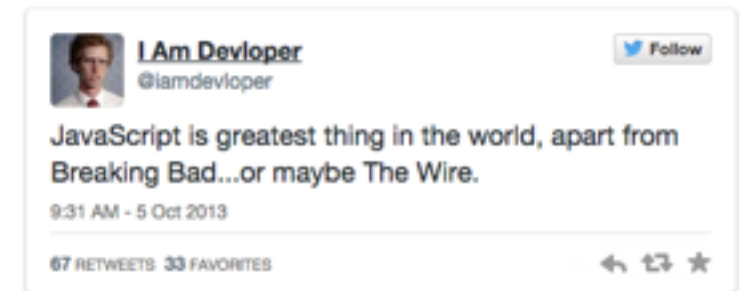 I Am Devloper
Follow
@iamdevloper
JavaScript is greatest thing in the world, apart from
Breaking Bad...or maybe The Wire.
9:31 AM - 5 Oct 2013
67 RETWEETS 33 FAVORITES